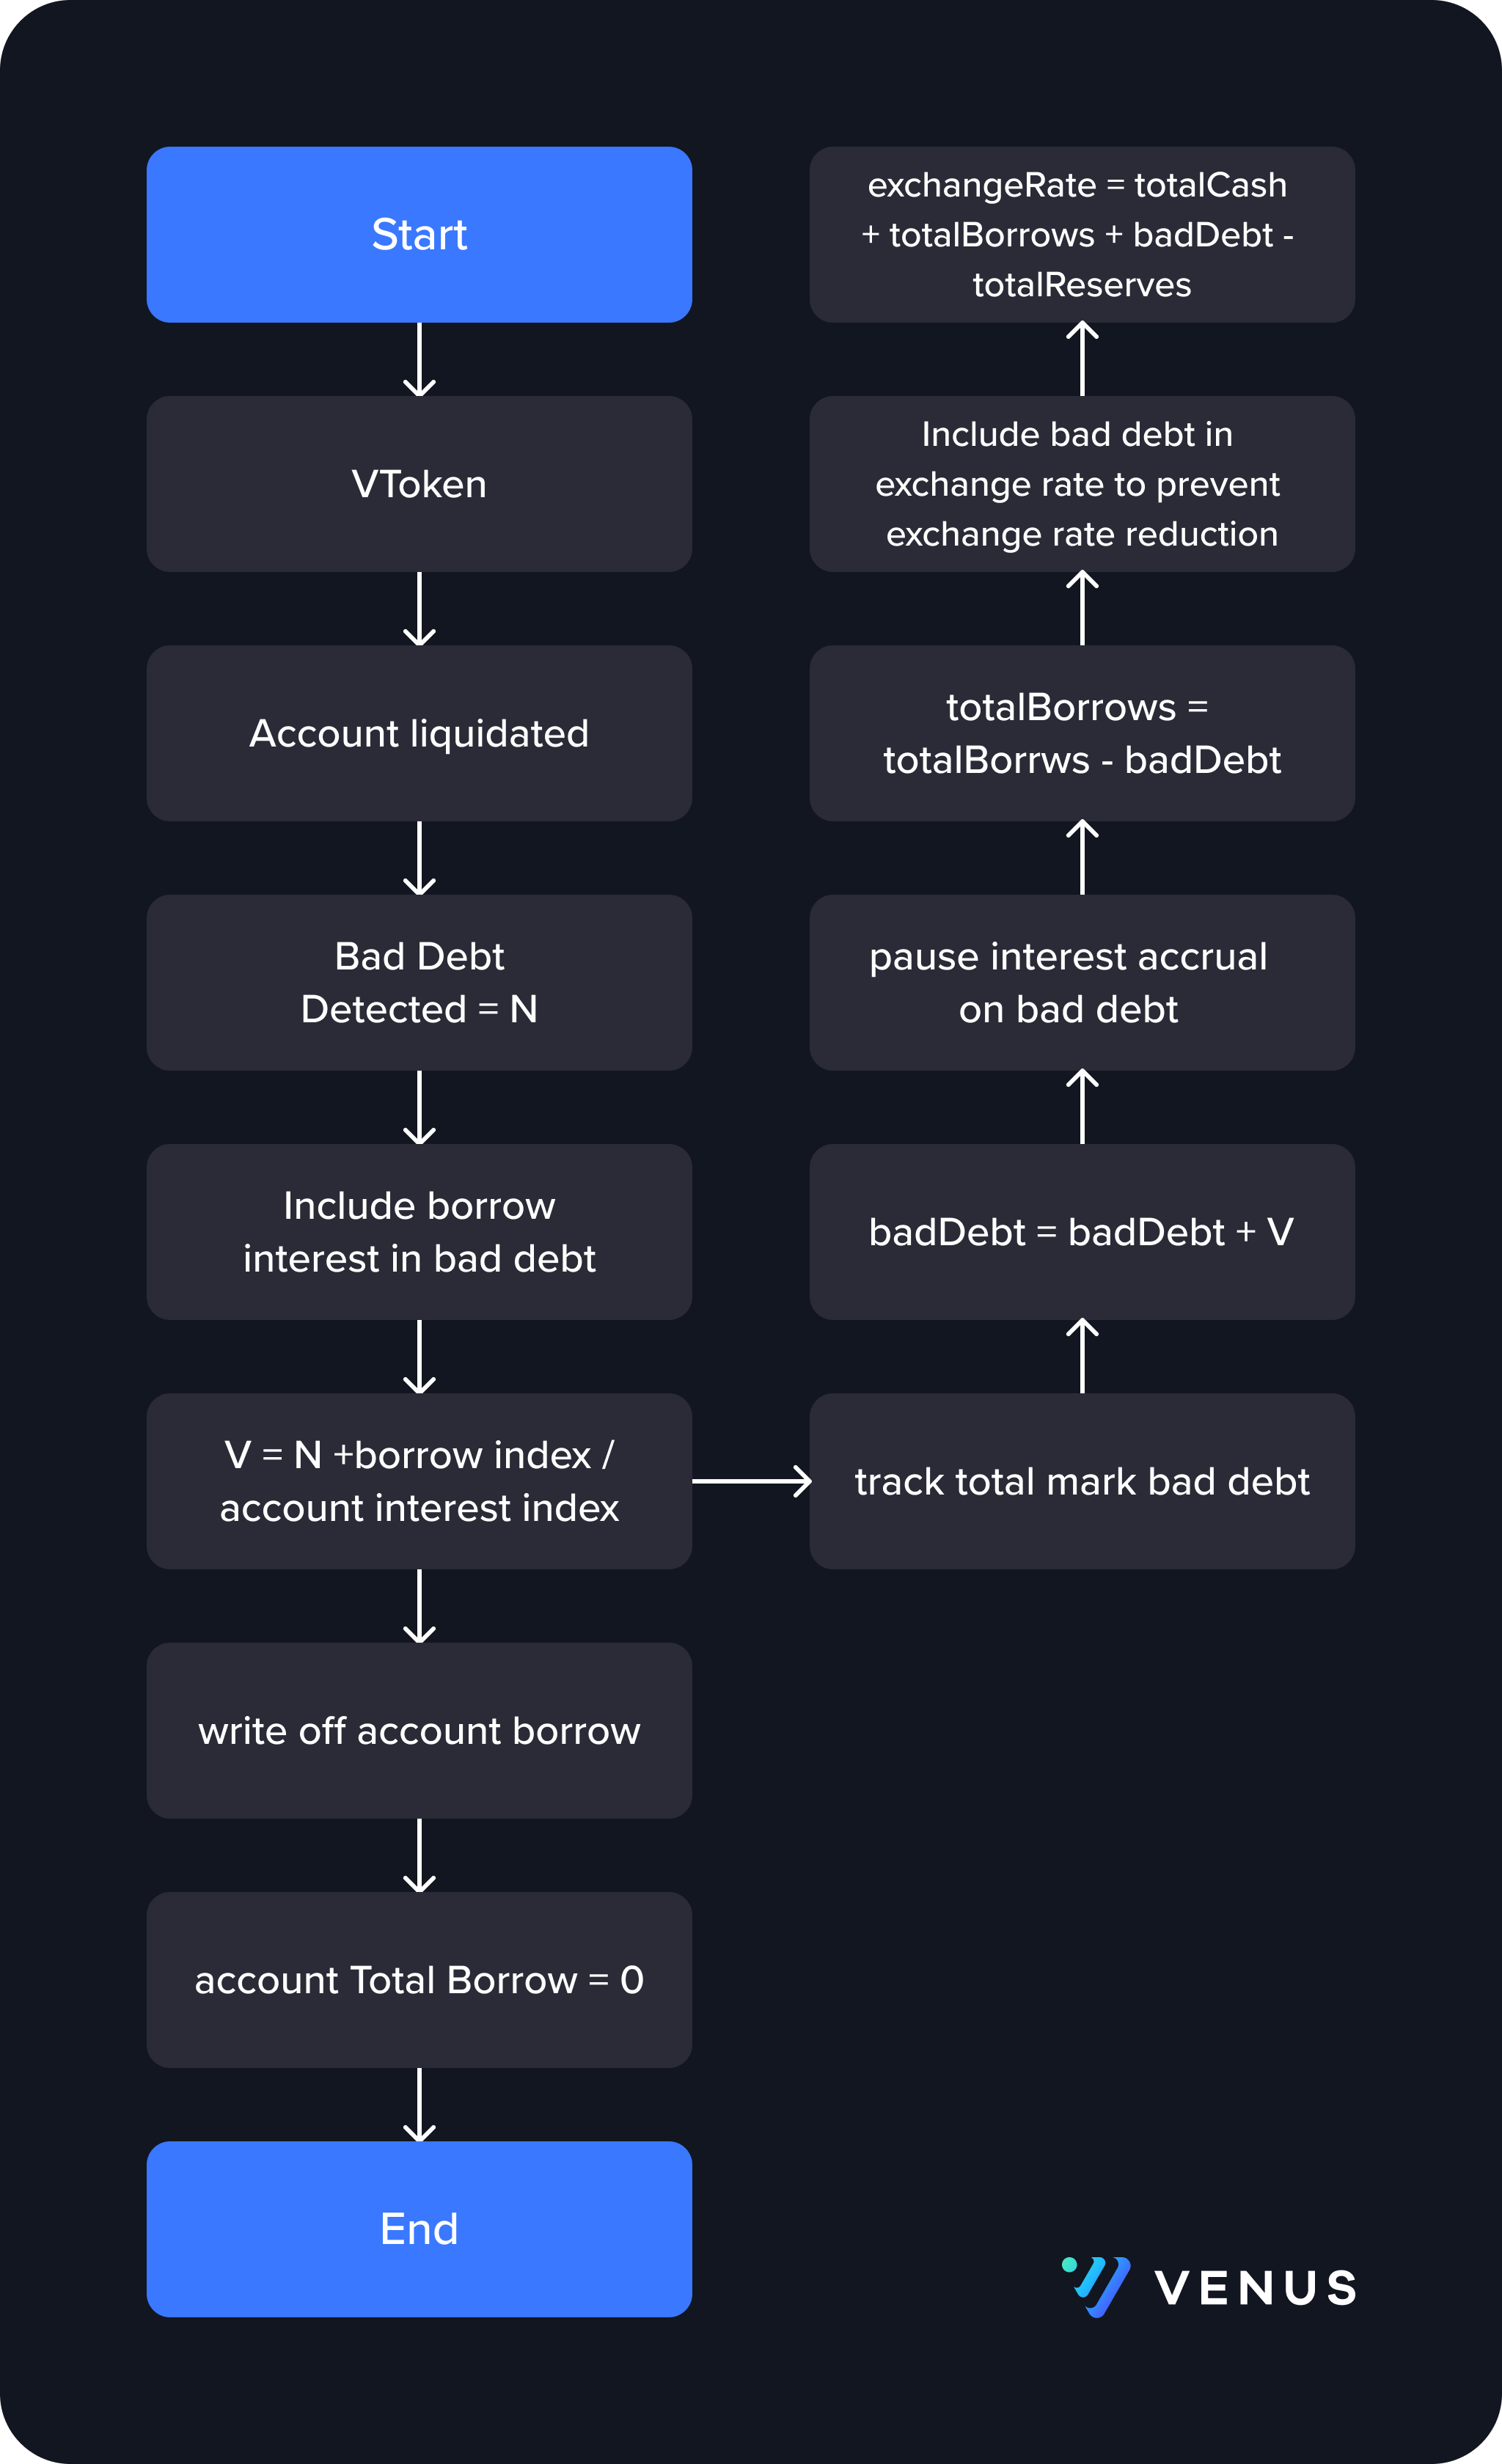 Start
VToken
Account liquidated
Bad Debt
Detected = N
Include borrow
interest in bad debt
V = N +borrow index /
account interest index
write off account borrow
account Total Borrow = 0
End
track total mark bad debt
badDebt = badDebt + V
pause interest accrual
on bad debt
totalBorrows =
totalBorrws - badDebt
Include bad debt in
exchange rate to prevent
exchange rate reduction
exchangeRate = totalCash
+ totalBorrows + badDebt -
totalReserves
VENUS